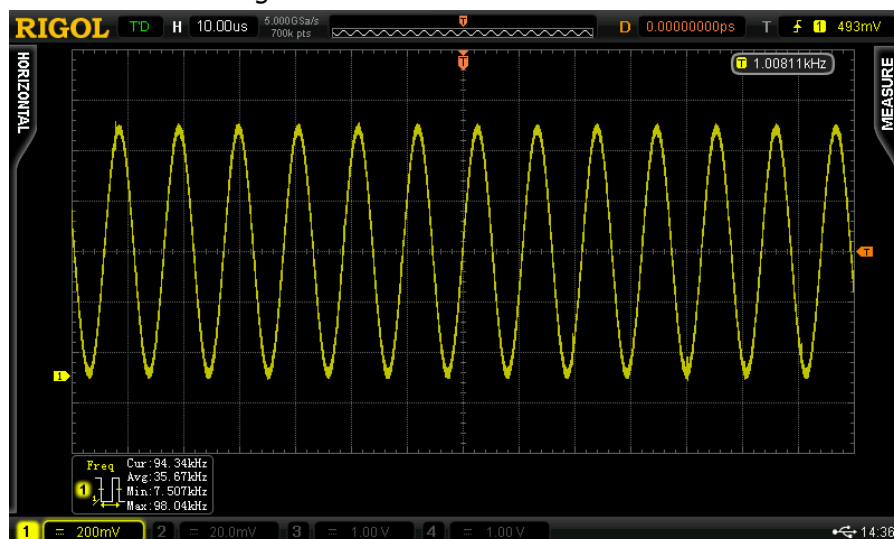 RIGOL T'D H 10.00us 5.000GSa/s 700k pts D 0.00000000ps T 1 493mV
HORIZONTAL
T 1.00811kHz
MEASURE
T
T
1
Freq Cur:94.34kHz
Avg:35.67kHz
1 Min:7.507kHz
Max:98.04kHz
1 = 200mV 2 = 20.0mV 3 = 1.00 V 4 = 1.00 V 14:36